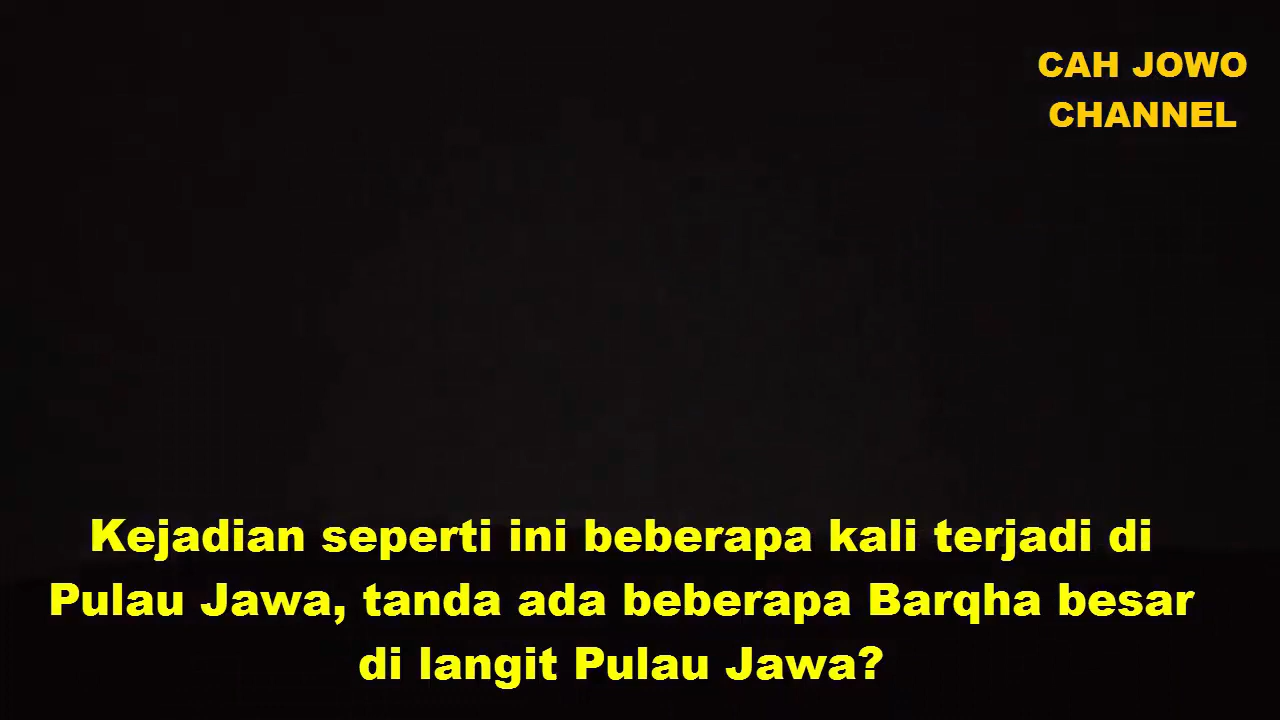 CAH JOWO
CHANNEL
Kejadian seperti ini beberapa kali terjadi di
Pulau Jawa, tanda ada beberapa Barqha besar
di langit Pulau Jawa?